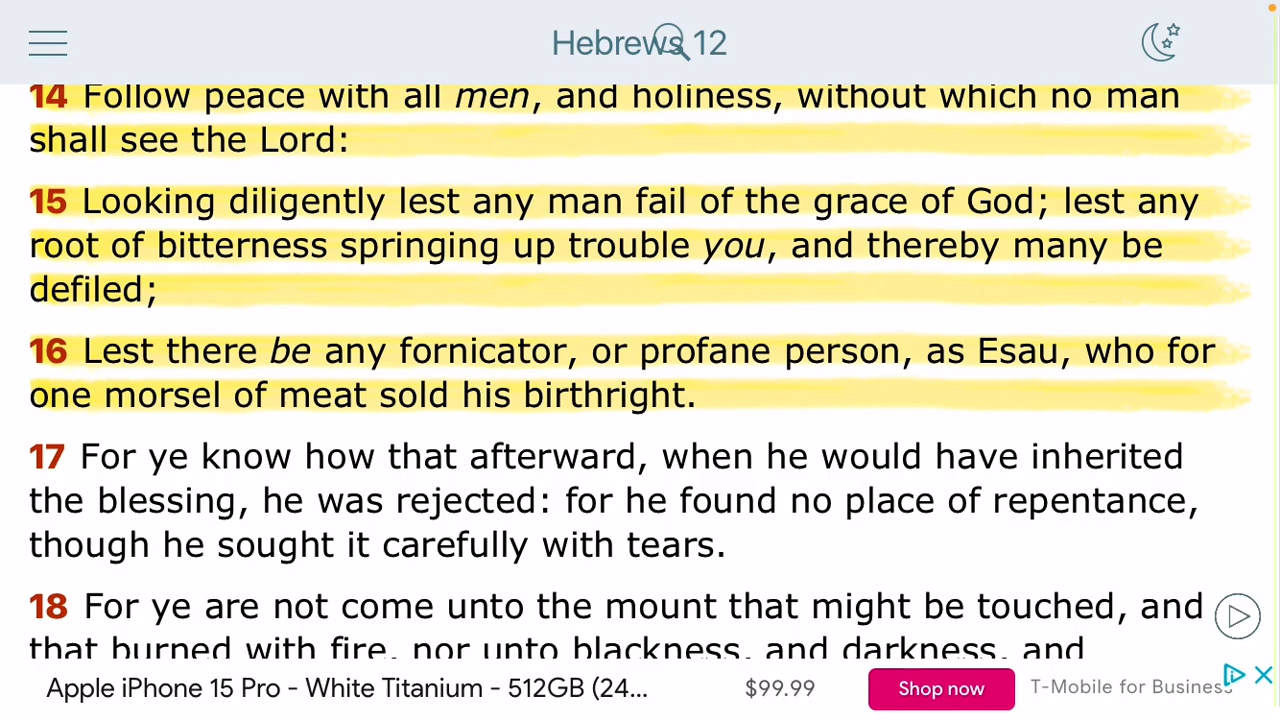 Hebrews 12
14 Follow peace with all men, and holiness, without which no man
shall see the Lord:
15 Looking diligently lest any man fail of the grace of God; lest any
root of bitterness springing up trouble you, and thereby many be
defiled;
16 Lest there be any fornicator, or profane person, as Esau, who for
one morsel of meat sold his birthright.
17 For ye know how that afterward, when he would have inherited
the blessing, he was rejected: for he found no place of repentance,
though he sought it carefully with tears.
18 For ye are not come unto the mount that might be touched, and
that burned with fire, nor unto blackness, and darkness, and
Apple iPhone 15 Pro - White Titanium - 512GB (24... $99.99 Shop now T-Mobile for Business